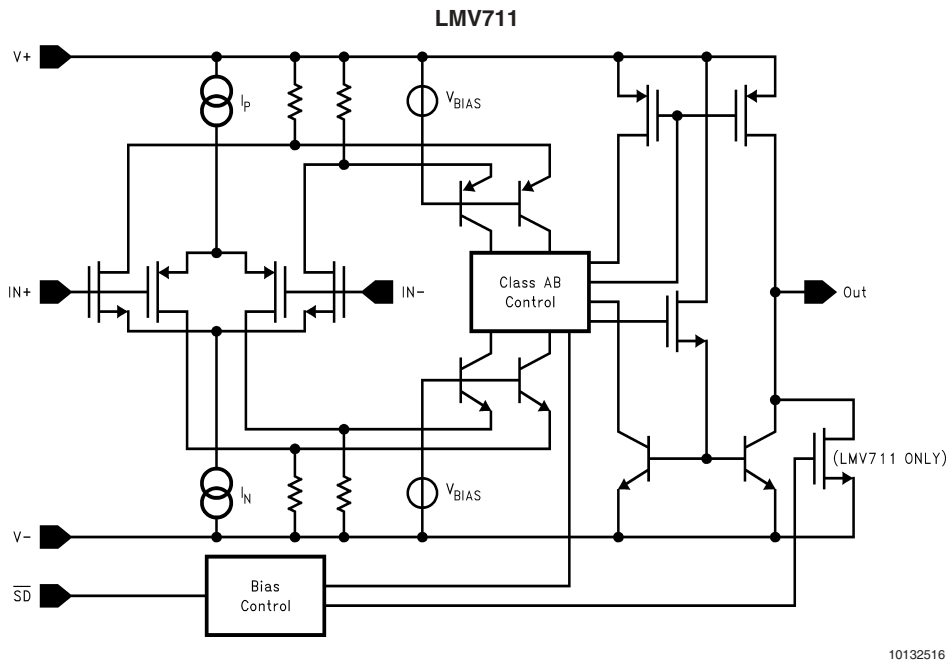 LMV711
V+
IP
VBIAS
IN+
IN-
Class AB
Control
Out
(LMV711 ONLY)
IN
VBIAS
V-
SD
Bias
Control
10132516